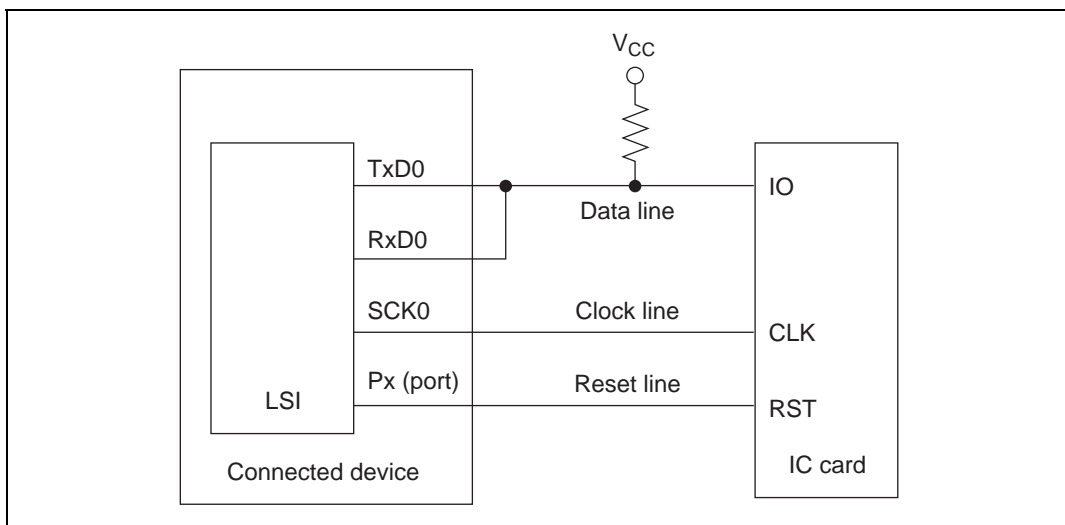 VCC
TxD0
IO
Data line
RxD0
SCK0
Clock line
CLK
Px (port)
Reset line
LSI
RST
Connected device
IC card